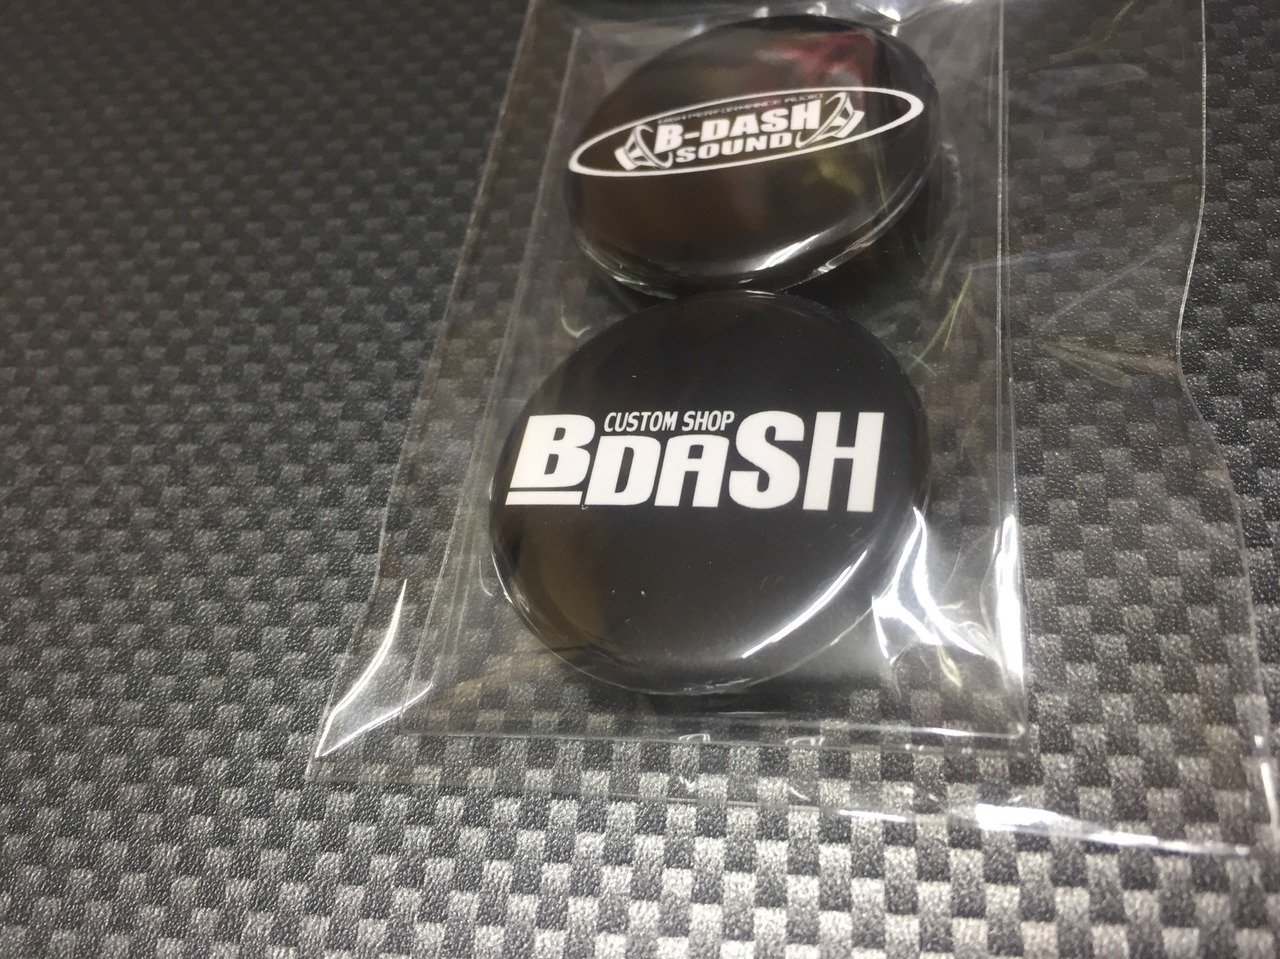 HIGH PERFORMANCE AUDIO
B-DASH
SOUND
CUSTOM SHOP
BDASH